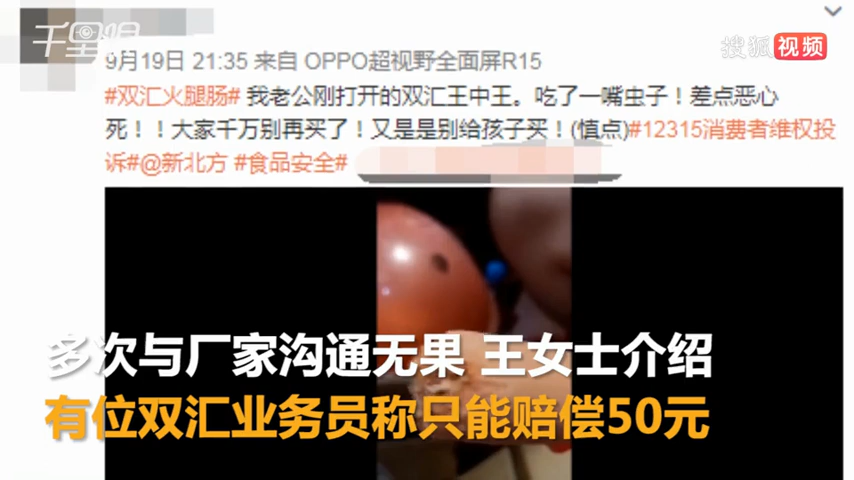 千里眼
搜狐视频
9月19日 21:35 来自 OPPO超视野全面屏R15
#双汇火腿肠# 我老公刚打开的双汇王中王。吃了一嘴虫子！差点恶心
死！！大家千万别再买了！又是是别给孩子买！(慎点)#12315消费者维权投
诉#@新北方 #食品安全#
多次与厂家沟通无果 王女士介绍
有位双汇业务员称只能赔偿50元